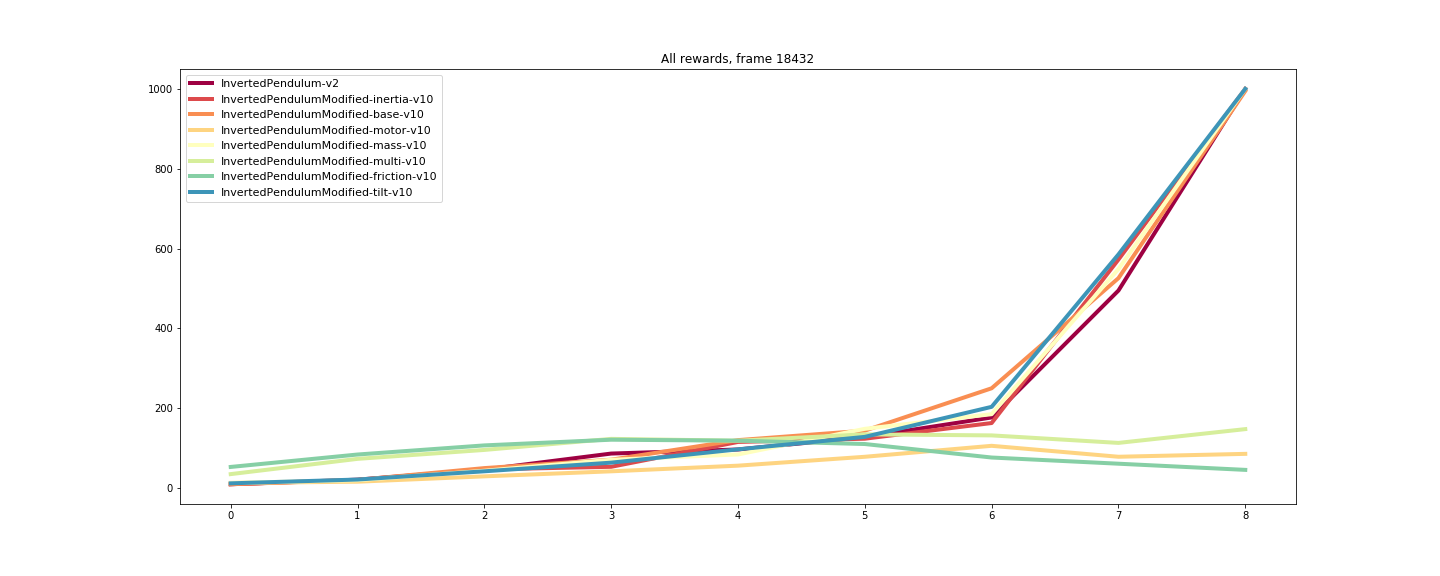 All rewards, frame 18432
InvertedPendulum-v2
InvertedPendulumModified-inertia-v10
InvertedPendulumModified-base-v10
InvertedPendulumModified-motor-v10
InvertedPendulumModified-mass-v10
InvertedPendulumModified-multi-v10
InvertedPendulumModified-friction-v10
InvertedPendulumModified-tilt-v10
1000
800
600
400
200
0
0 1 2 3 4 5 6 7 8